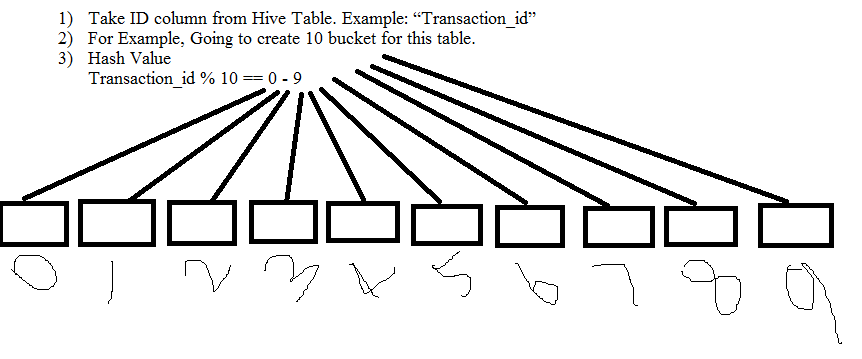 1) Take ID column from Hive Table. Example: “Transaction_id”
2) For Example, Going to create 10 bucket for this table.
3) Hash Value
Transaction_id % 10 == 0 - 9
0 1 2 3 4 5 6 7 8 9